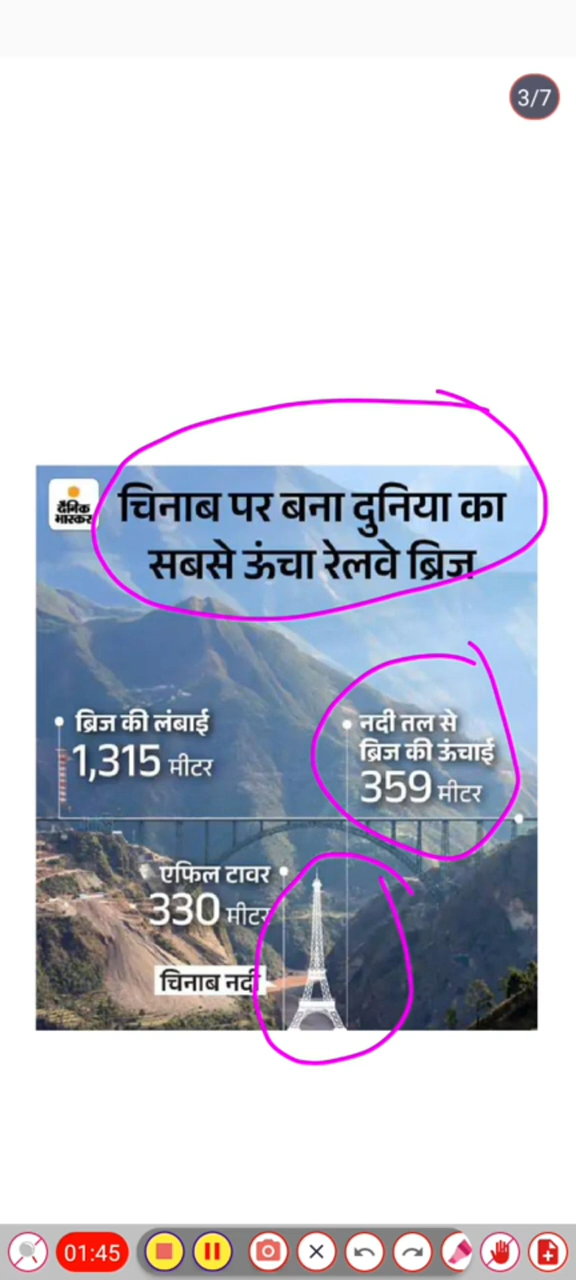 3/7
दैनिक
भास्कर
चिनाब पर बना दुनिया का
सबसे ऊंचा रेलवे ब्रिज
ब्रिज की लंबाई
1,315 मीटर
नदी तल से
ब्रिज की ऊंचाई
359 मीटर
एफिल टावर
330 मीटर
चिनाब नदी
01:45